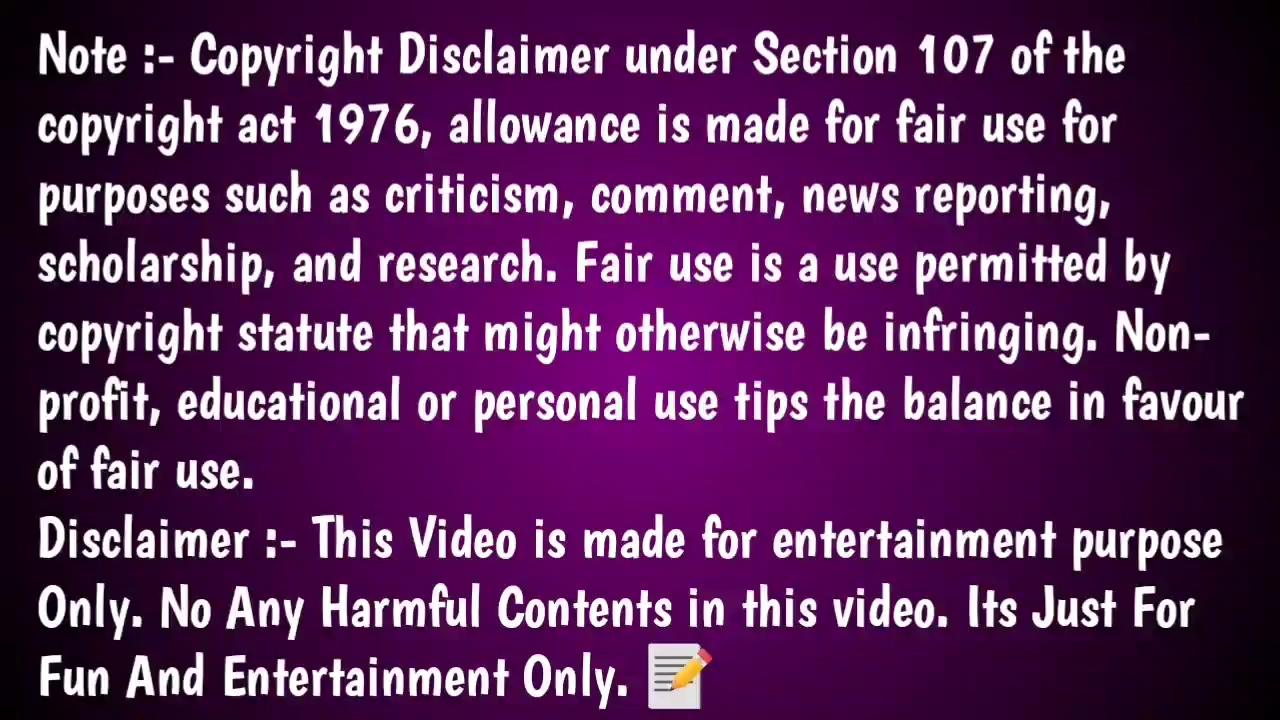 Note :- Copyright Disclaimer under Section 107 of the
copyright act 1976, allowance is made for fair use for
purposes such as criticism, comment, news reporting,
scholarship, and research. Fair use is a use permitted by
copyright statute that might otherwise be infringing. Non-
profit, educational or personal use tips the balance in favour
of fair use.
Disclaimer :- This Video is made for entertainment purpose
Only. No Any Harmful Contents in this video. Its Just For
Fun And Entertainment Only. 📝